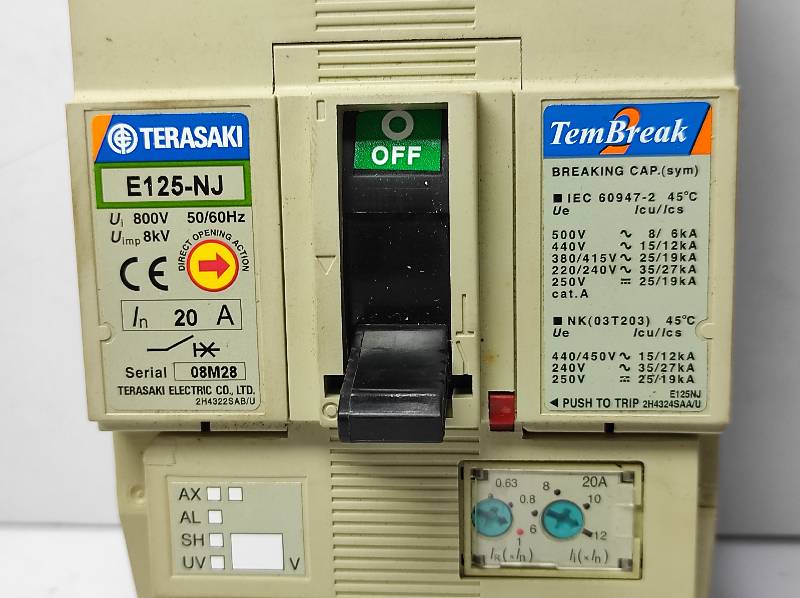 TERASAKI
E125-NJ
Ui 800V 50/60Hz
Uimp 8kV
DIRECT OPENING ACTION
CE
In 20 A
Serial 08M28
TERASAKI ELECTRIC CO., LTD.
2H4322SAB/U
I
O
OFF
O
TemBreak 2
BREAKING CAP.(sym)
■ IEC 60947-2 45°C
Ue Icu/Ics
500V ~ 8/ 6kA
440V ~ 15/12kA
380/415V ~ 25/19kA
220/240V ~ 35/27kA
250V ⎓ 25/19kA
cat.A
■ NK(03T203) 45°C
Ue Icu/Ics
440/450V ~ 15/12kA
240V ~ 35/27kA
250V ⎓ 25/19kA
E125NJ
◀ PUSH TO TRIP 2H4324SAA/U
AX
AL
SH
UV V
20A
0.63
0.8
1
IR(×In)
6
8
10
12
Ii(×In)